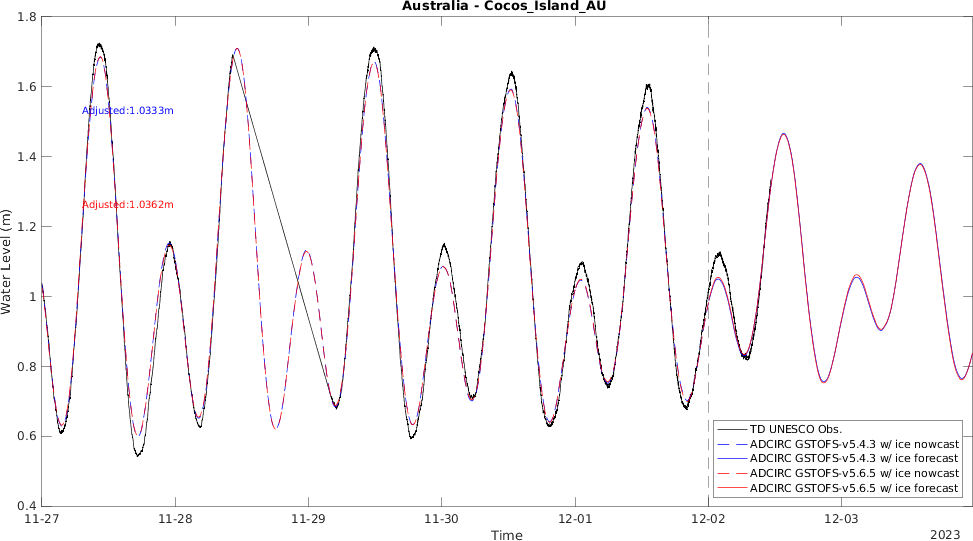 Australia - Cocos_Island_AU
1.8
1.6
1.4
1.2
1
0.8
0.6
0.4
Water Level (m)
Adjusted:1.0333m
Adjusted:1.0362m
TD UNESCO Obs.
ADCIRC GSTOFS-v5.4.3 w/ ice nowcast
ADCIRC GSTOFS-v5.4.3 w/ ice forecast
ADCIRC GSTOFS-v5.6.5 w/ ice nowcast
ADCIRC GSTOFS-v5.6.5 w/ ice forecast
11-27 11-28 11-29 11-30 12-01 12-02 12-03
Time
2023